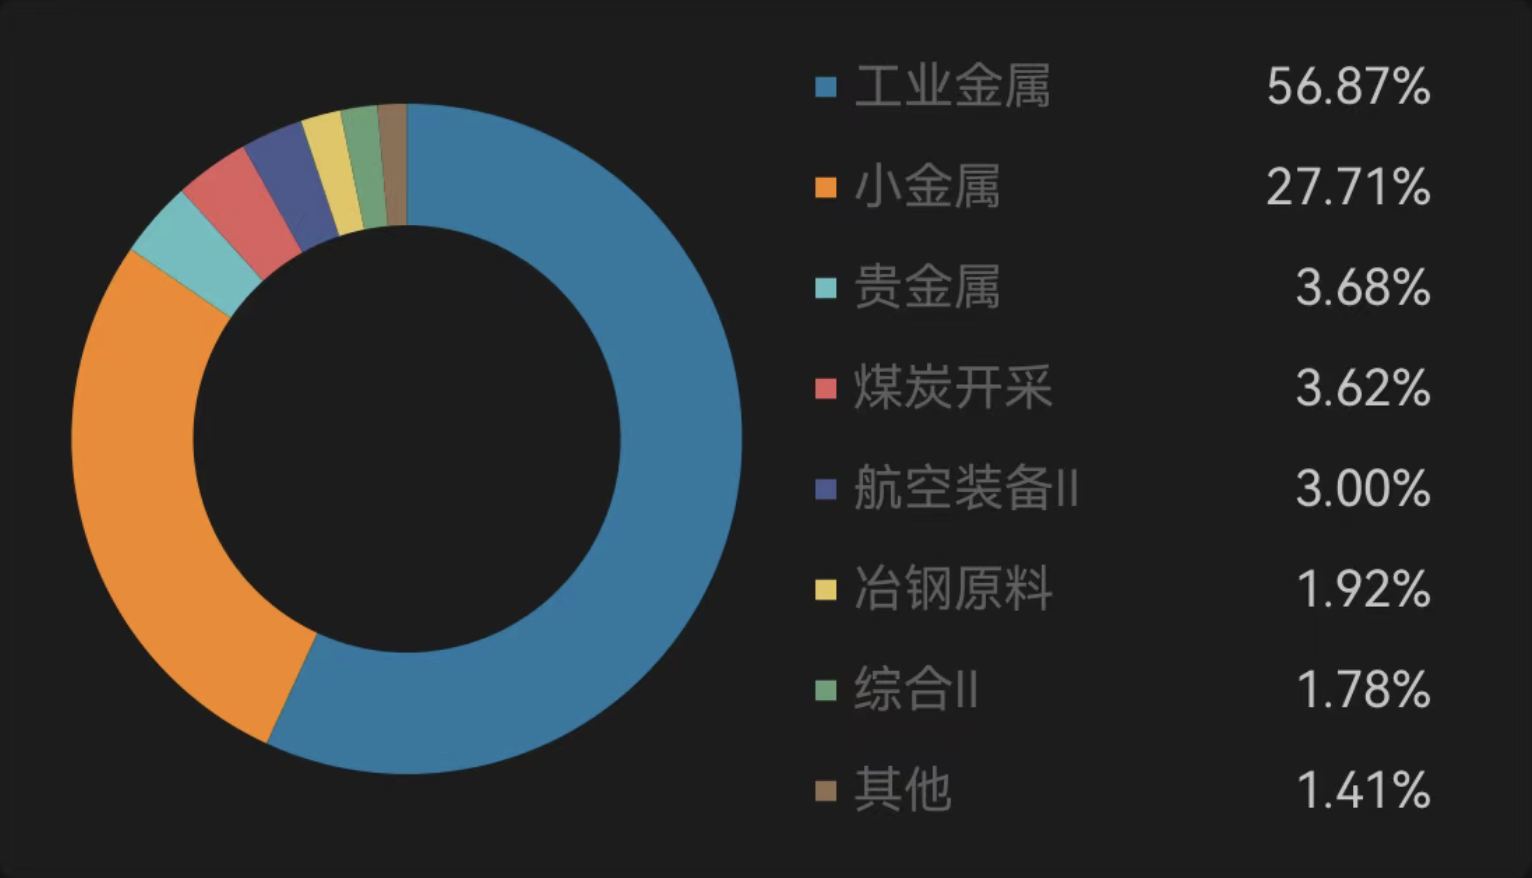 工业金属 56.87%
小金属 27.71%
贵金属 3.68%
煤炭开采 3.62%
航空装备II 3.00%
冶钢原料 1.92%
综合II 1.78%
其他 1.41%